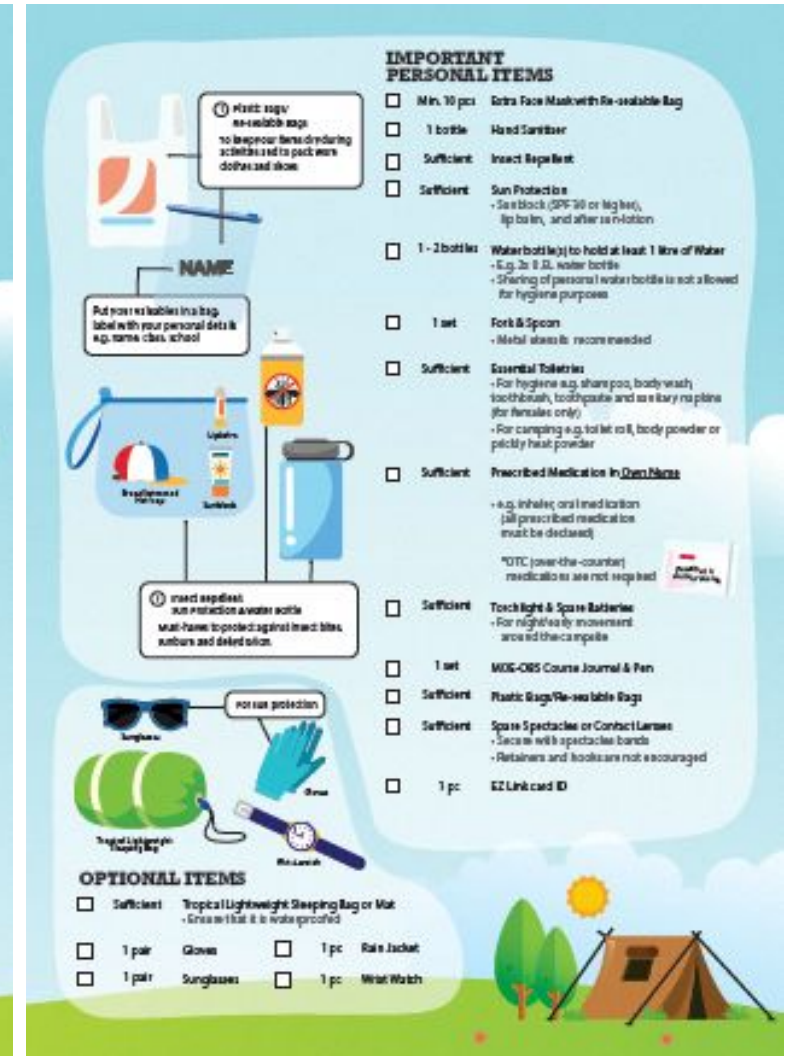 IMPORTANT
PERSONAL ITEMS
Min. 10 pcs Extra Face Mask with Re-sealable Bag
1 bottle Hand Sanitiser
Sufficient Insect Repellent
Sufficient Sun Protection
- Sunblock (SPF 30 or higher),
lip balm, and after sun-lotion
1 - 2 bottles Water bottle(s) to hold at least 1 litre of Water
- E.g. 2x 0.5L water bottle
- Sharing of personal water bottle is not allowed
for hygiene purposes
1 set Fork & Spoon
- Metal utensils recommended
Sufficient Essential Toiletries
- For hygiene e.g. shampoo, body wash,
toothbrush, toothpaste and sanitary napkins
(for females only)
- For camping e.g. toilet roll, body powder or
prickly heat powder
Sufficient Prescribed Medication in Own Name
- e.g. inhaler, oral medication
(all prescribed medication
must be declared)
*OTC (over-the-counter)
medications are not required
Sufficient Torchlight & Spare Batteries
- For night/early movement
around the campsite
1 set MOE-OBS Course Journal & Pen
Sufficient Plastic Bags/Re-sealable Bags
Sufficient Spare Spectacles or Contact Lenses
- Secure with spectacles bands
- Retainers and hooks are not encouraged
1 pc EZ Link card ID
Plastic Bags/
Re-sealable Bags
To keep your items dry during
activities and to pack worn
clothes and shoes
NAME
Put your valuables in a bag,
label with your personal details
e.g. name, class, school
Lip balm
Sunblock
Insect Repellent
Sun Protection & Water Bottle
Must-haves to protect against insect bites,
sunburn and dehydration.
For sun protection
Sunglasses
Gloves
Tropical Lightweight
Sleeping Bag
Wrist watch
OPTIONAL ITEMS
Sufficient Tropical Lightweight Sleeping Bag or Mat
- Ensure that it is waterproofed
1 pair Gloves 1 pc Rain Jacket
1 pair Sunglasses 1 pc Wrist Watch